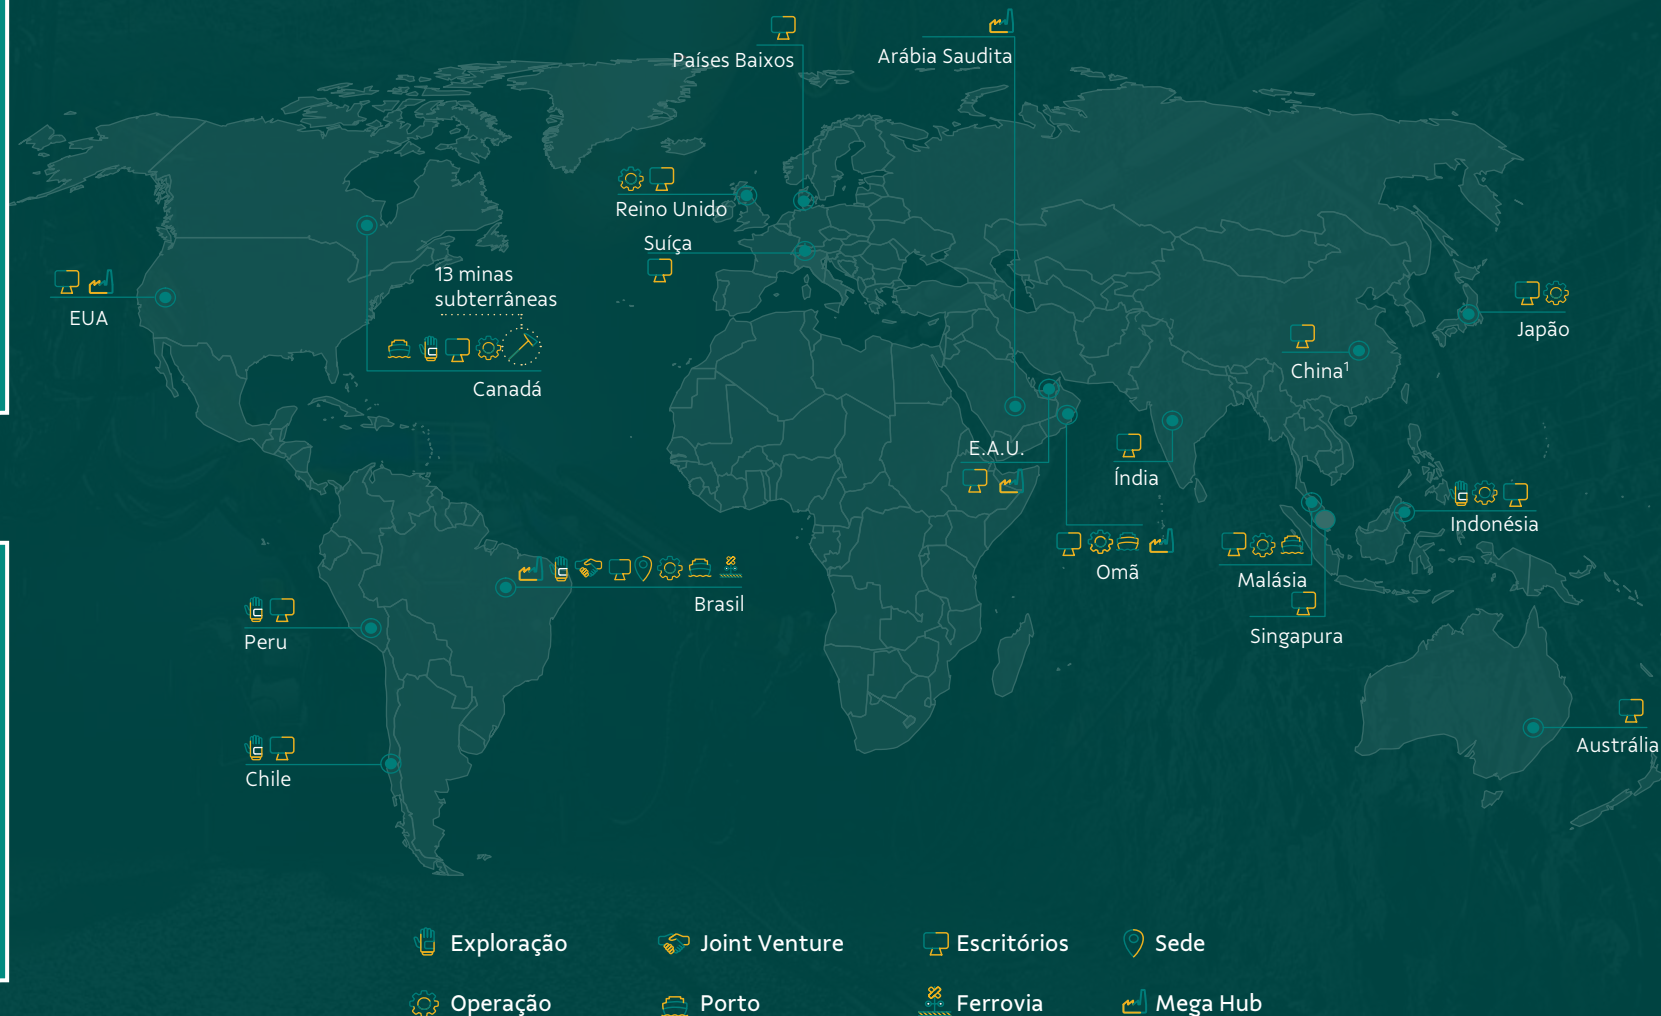 Países Baixos
Arábia Saudita
Reino Unido
Suíça
13 minas
subterrâneas
EUA
Canadá
Japão
China¹
E.A.U.
Índia
Indonésia
Omã
Malásia
Brasil
Singapura
Peru
Austrália
Chile
Exploração
Joint Venture
Escritórios
Sede
Operação
Porto
Ferrovia
Mega Hub